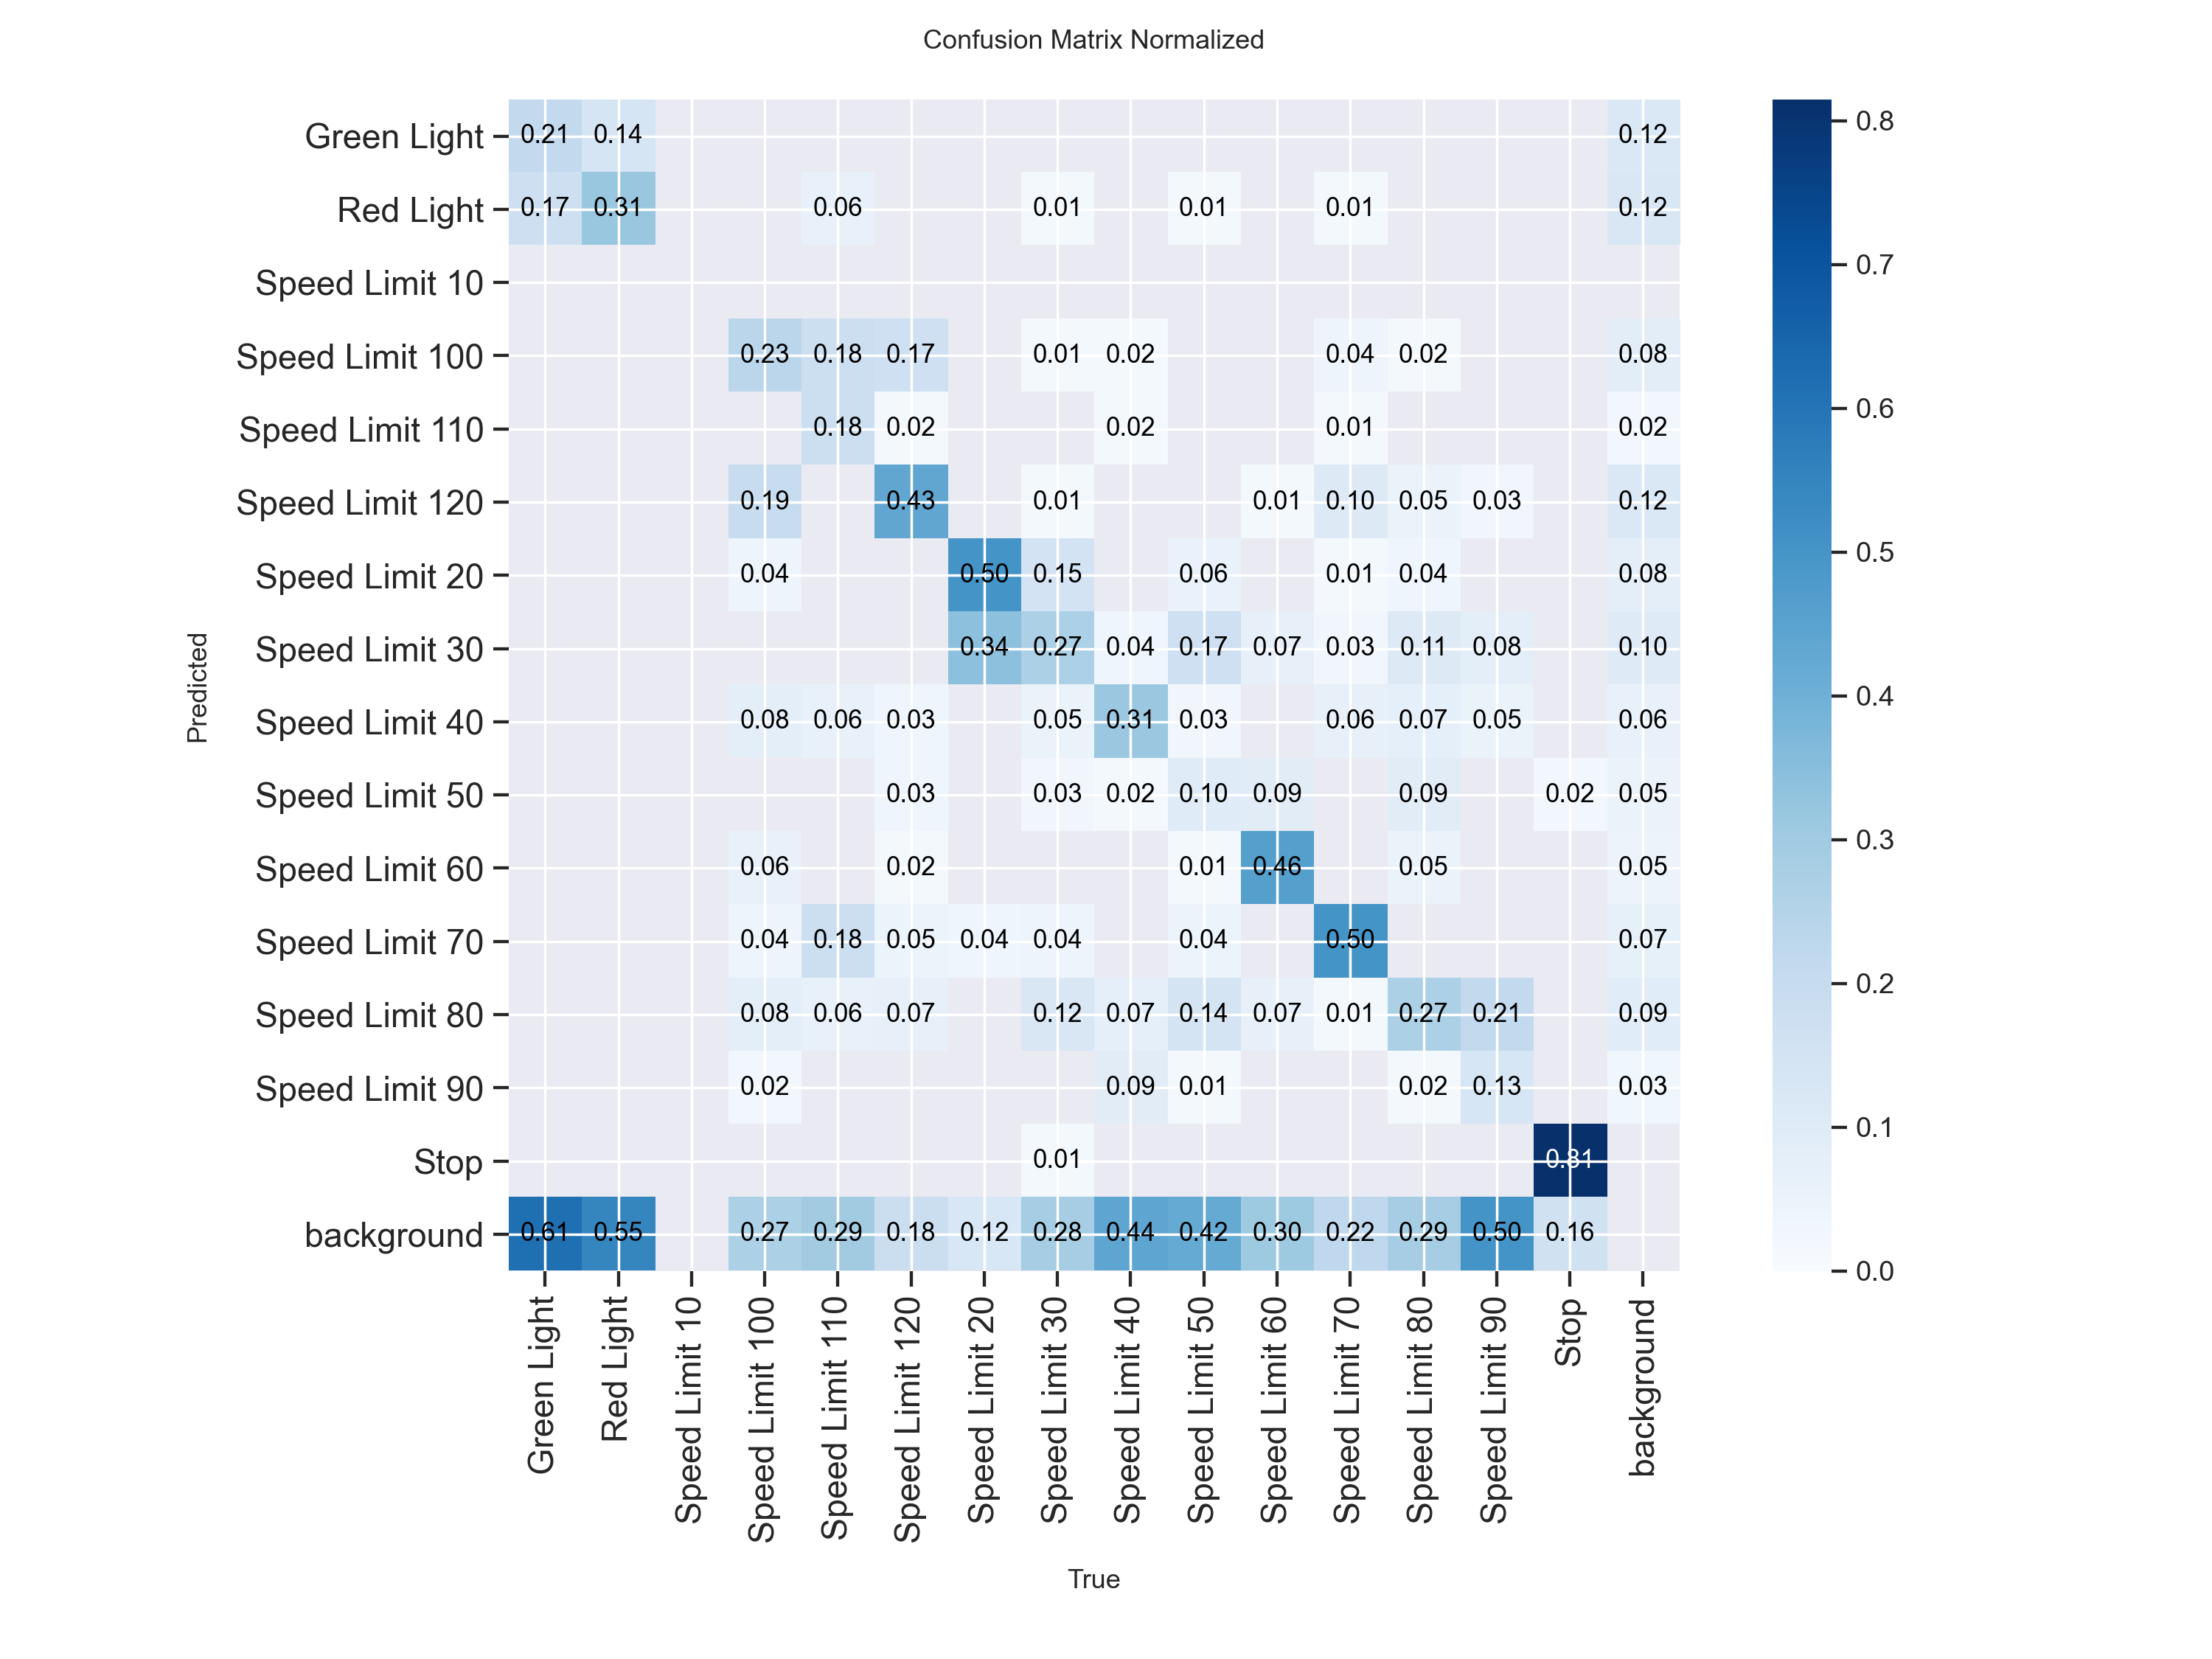 Confusion Matrix Normalized
Green Light 0.21 0.14 0.12
Red Light 0.17 0.31 0.06 0.01 0.01 0.01 0.12
Speed Limit 10
Speed Limit 100 0.23 0.18 0.17 0.01 0.02 0.04 0.02 0.08
Speed Limit 110 0.18 0.02 0.02 0.01 0.02
Speed Limit 120 0.19 0.43 0.01 0.01 0.10 0.05 0.03 0.12
Speed Limit 20 0.04 0.50 0.15 0.06 0.01 0.04 0.08
Speed Limit 30 0.34 0.27 0.04 0.17 0.07 0.03 0.11 0.08 0.10
Speed Limit 40 0.08 0.06 0.03 0.05 0.31 0.03 0.06 0.07 0.05 0.06
Speed Limit 50 0.03 0.03 0.02 0.10 0.09 0.09 0.02 0.05
Speed Limit 60 0.06 0.02 0.01 0.46 0.05 0.05
Speed Limit 70 0.04 0.18 0.05 0.04 0.04 0.04 0.50 0.07
Speed Limit 80 0.08 0.06 0.07 0.12 0.07 0.14 0.07 0.01 0.27 0.21 0.09
Speed Limit 90 0.02 0.09 0.01 0.02 0.13 0.03
Stop 0.01 0.81
background 0.61 0.55 0.27 0.29 0.18 0.12 0.28 0.44 0.42 0.30 0.22 0.29 0.50 0.16
Predicted
Green Light
Red Light
Speed Limit 10
Speed Limit 100
Speed Limit 110
Speed Limit 120
Speed Limit 20
Speed Limit 30
Speed Limit 40
Speed Limit 50
Speed Limit 60
Speed Limit 70
Speed Limit 80
Speed Limit 90
Stop
background
True
0.8
0.7
0.6
0.5
0.4
0.3
0.2
0.1
0.0